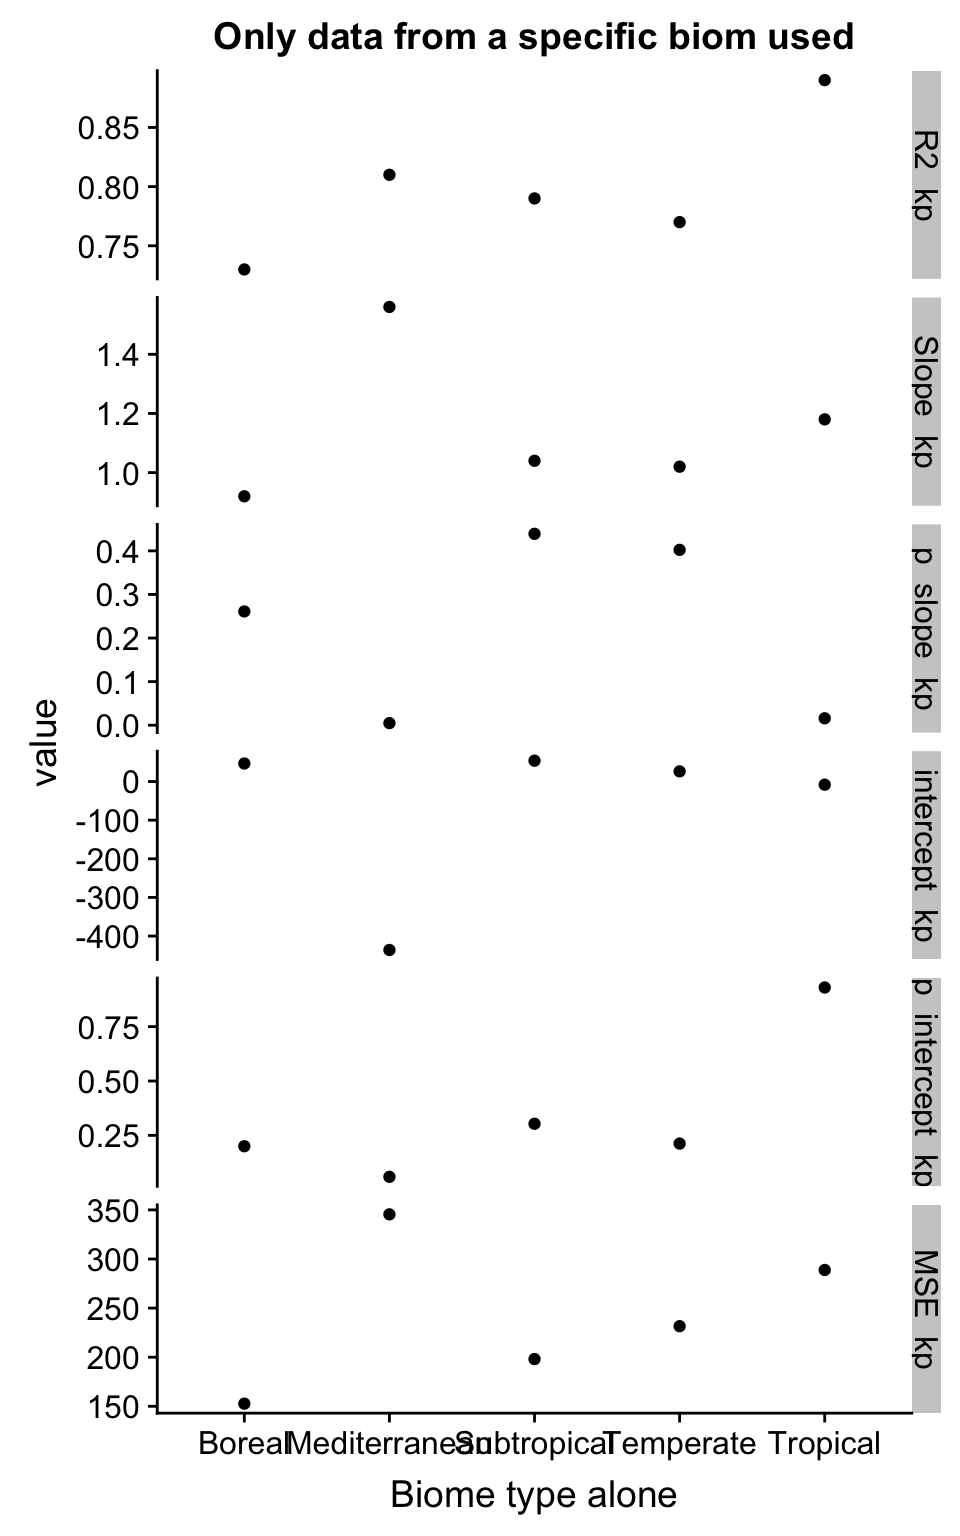 Only data from a specific biom used
0.85
0.80
0.75
R2 kp
1.4
1.2
1.0
Slope kp
0.4
0.3
0.2
0.1
0.0
p slope kp
value
0
-100
-200
-300
-400
intercept kp
0.75
0.50
0.25
p intercept kp
350
300
250
200
150
MSE kp
Boreal Mediterranean Subtropical Temperate Tropical
Biome type alone